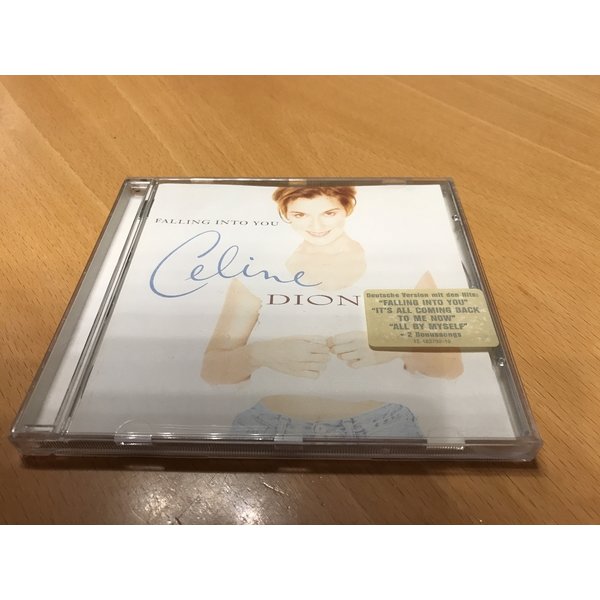 FALLING INTO YOU
Celine
DION
Deutsche Version mit den Hits:
"FALLING INTO YOU"
"IT'S ALL COMING BACK
TO ME NOW"
"ALL BY MYSELF"
+ 2 Bonussongs